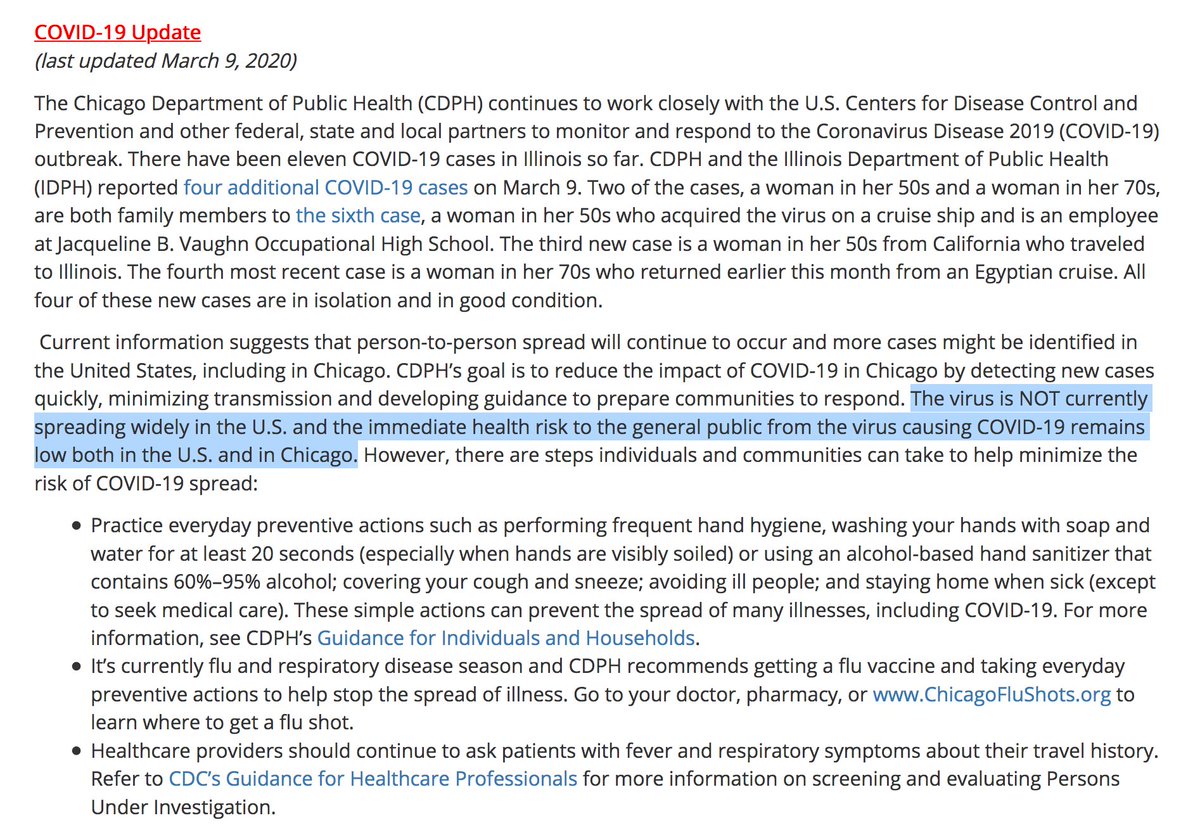 COVID-19 Update
(last updated March 9, 2020)
The Chicago Department of Public Health (CDPH) continues to work closely with the U.S. Centers for Disease Control and
Prevention and other federal, state and local partners to monitor and respond to the Coronavirus Disease 2019 (COVID-19)
outbreak. There have been eleven COVID-19 cases in Illinois so far. CDPH and the Illinois Department of Public Health
(IDPH) reported four additional COVID-19 cases on March 9. Two of the cases, a woman in her 50s and a woman in her 70s,
are both family members to the sixth case, a woman in her 50s who acquired the virus on a cruise ship and is an employee
at Jacqueline B. Vaughn Occupational High School. The third new case is a woman in her 50s from California who traveled
to Illinois. The fourth most recent case is a woman in her 70s who returned earlier this month from an Egyptian cruise. All
four of these new cases are in isolation and in good condition.
Current information suggests that person-to-person spread will continue to occur and more cases might be identified in
the United States, including in Chicago. CDPH’s goal is to reduce the impact of COVID-19 in Chicago by detecting new cases
quickly, minimizing transmission and developing guidance to prepare communities to respond. The virus is NOT currently
spreading widely in the U.S. and the immediate health risk to the general public from the virus causing COVID-19 remains
low both in the U.S. and in Chicago. However, there are steps individuals and communities can take to help minimize the
risk of COVID-19 spread:
● Practice everyday preventive actions such as performing frequent hand hygiene, washing your hands with soap and
water for at least 20 seconds (especially when hands are visibly soiled) or using an alcohol-based hand sanitizer that
contains 60%–95% alcohol; covering your cough and sneeze; avoiding ill people; and staying home when sick (except
to seek medical care). These simple actions can prevent the spread of many illnesses, including COVID-19. For more
information, see CDPH’s Guidance for Individuals and Households.
● It’s currently flu and respiratory disease season and CDPH recommends getting a flu vaccine and taking everyday
preventive actions to help stop the spread of illness. Go to your doctor, pharmacy, or www.ChicagoFluShots.org to
learn where to get a flu shot.
● Healthcare providers should continue to ask patients with fever and respiratory symptoms about their travel history.
Refer to CDC’s Guidance for Healthcare Professionals for more information on screening and evaluating Persons
Under Investigation.